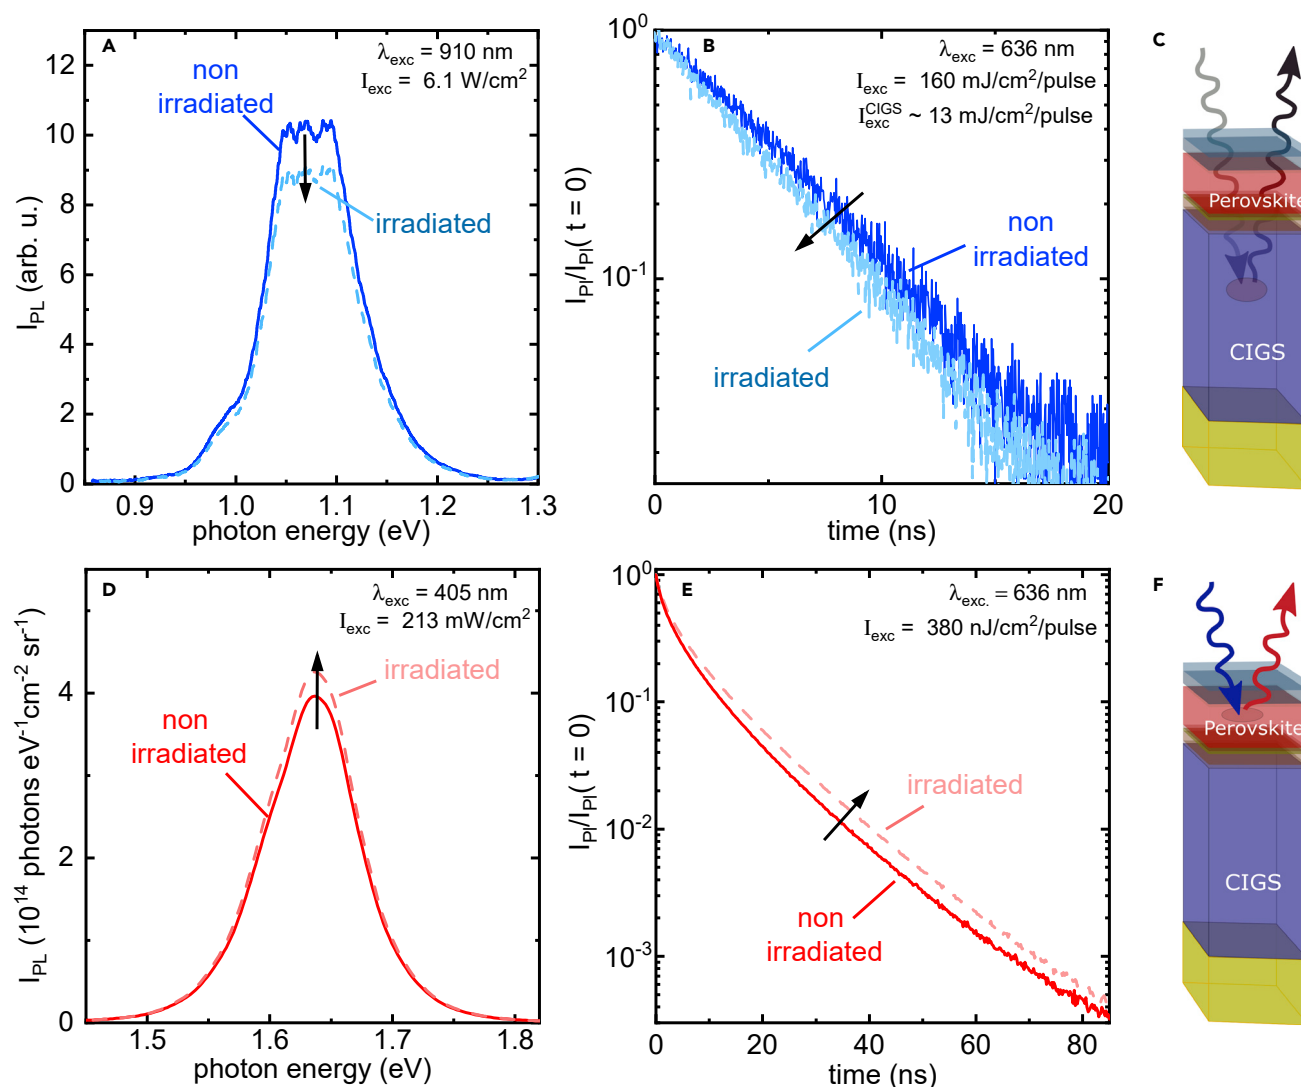 A
λexc = 910 nm
Iexc = 6.1 W/cm²
non
irradiated
irradiated
12
10
8
6
4
2
0
IPL (arb. u.)
0.9
1.0
1.1
1.2
1.3
photon energy (eV)
B
λexc = 636 nm
Iexc = 160 mJ/cm²/pulse
IexcCIGS ~ 13 mJ/cm²/pulse
non
irradiated
irradiated
10⁰
10⁻¹
IPl/IPl(t = 0)
0
10
20
time (ns)
C
Perovskite
CIGS
D
λexc = 405 nm
Iexc = 213 mW/cm²
irradiated
non
irradiated
4
2
0
IPL (10¹⁴ photons eV⁻¹cm⁻² sr⁻¹)
1.5
1.6
1.7
1.8
photon energy (eV)
E
λexc. = 636 nm
Iexc = 380 nJ/cm²/pulse
irradiated
non
irradiated
10⁰
10⁻¹
10⁻²
10⁻³
IPl/IPl(t = 0)
0
20
40
60
80
time (ns)
F
Perovskite
CIGS